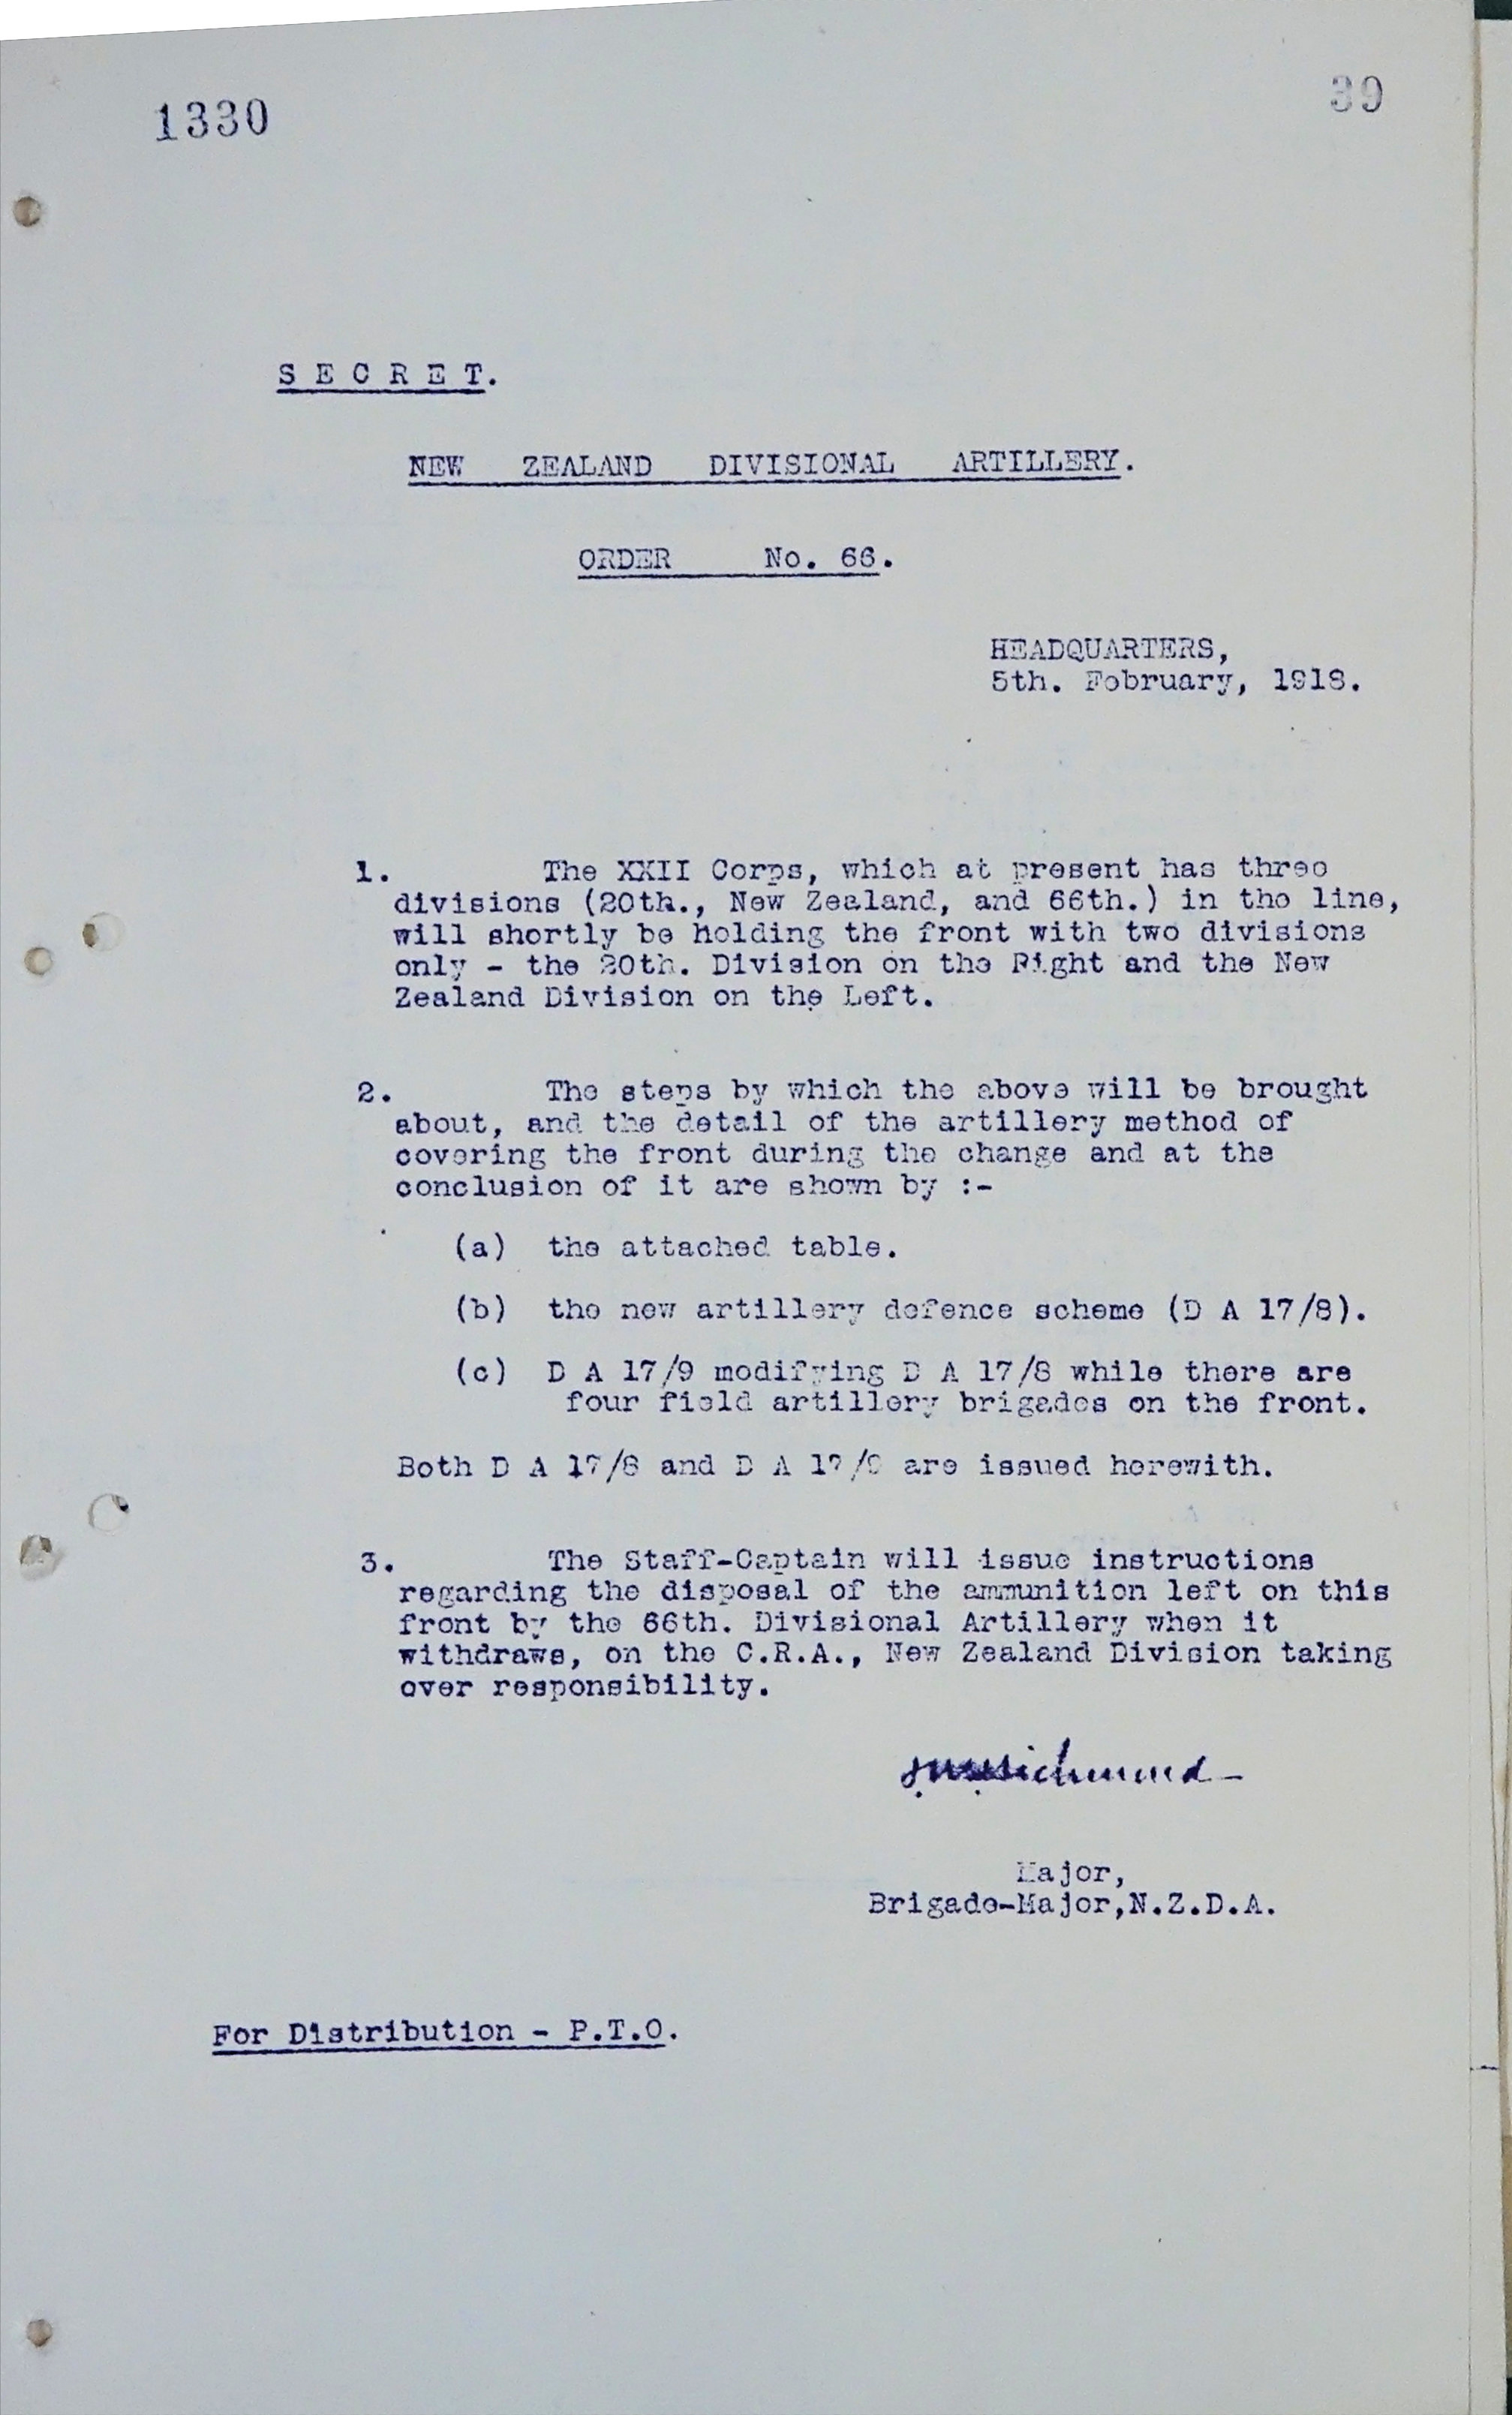 1330
39
S E C R E T.
NEW ZEALAND DIVISIONAL ARTILLERY.
ORDER No. 66.
HEADQUARTERS,
5th. February, 1918.
1. The XXII Corps, which at present has three
divisions (20th., New Zealand, and 66th.) in the line,
will shortly be holding the front with two divisions
only - the 20th. Division on the Right and the New
Zealand Division on the Left.
2. The steps by which the above will be brought
about, and the detail of the artillery method of
covering the front during the change and at the
conclusion of it are shown by :-
(a) the attached table.
(b) the new artillery defence scheme (D A 17/8).
(c) D A 17/9 modifying D A 17/8 while there are
four field artillery brigades on the front.
Both D A 17/8 and D A 17/9 are issued herewith.
3. The Staff-Captain will issue instructions
regarding the disposal of the ammunition left on this
front by the 66th. Divisional Artillery when it
withdraws, on the C.R.A., New Zealand Division taking
over responsibility.
Major,
Brigade-Major,N.Z.D.A.
For Distribution - P.T.O.